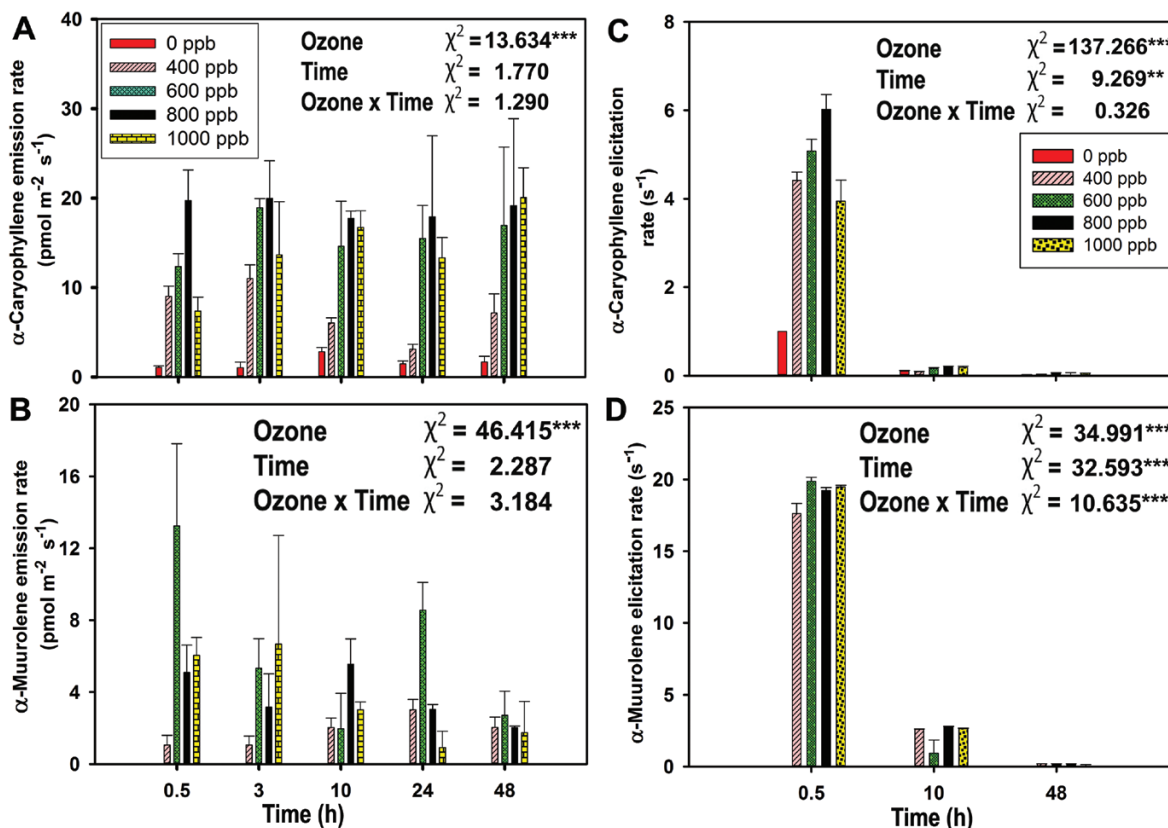 A
α-Caryophyllene emission rate
(pmol m⁻² s⁻¹)
40
30
20
10
0
0 ppb
400 ppb
600 ppb
800 ppb
1000 ppb
Ozone χ² = 13.634***
Time χ² = 1.770
Ozone x Time χ² = 1.290
B
α-Muurolene emission rate
(pmol m⁻² s⁻¹)
20
16
12
8
4
0
Ozone χ² = 46.415***
Time χ² = 2.287
Ozone x Time χ² = 3.184
0.5 3 10 24 48
Time (h)
C
α-Caryophyllene elicitation
rate (s⁻¹)
8
6
4
2
0
Ozone χ² = 137.266***
Time χ² = 9.269**
Ozone x Time χ² = 0.326
0 ppb
400 ppb
600 ppb
800 ppb
1000 ppb
D
α-Muurolene elicitation rate (s⁻¹)
25
20
15
10
5
0
Ozone χ² = 34.991***
Time χ² = 32.593***
Ozone x Time χ² = 10.635***
0.5 10 48
Time (h)